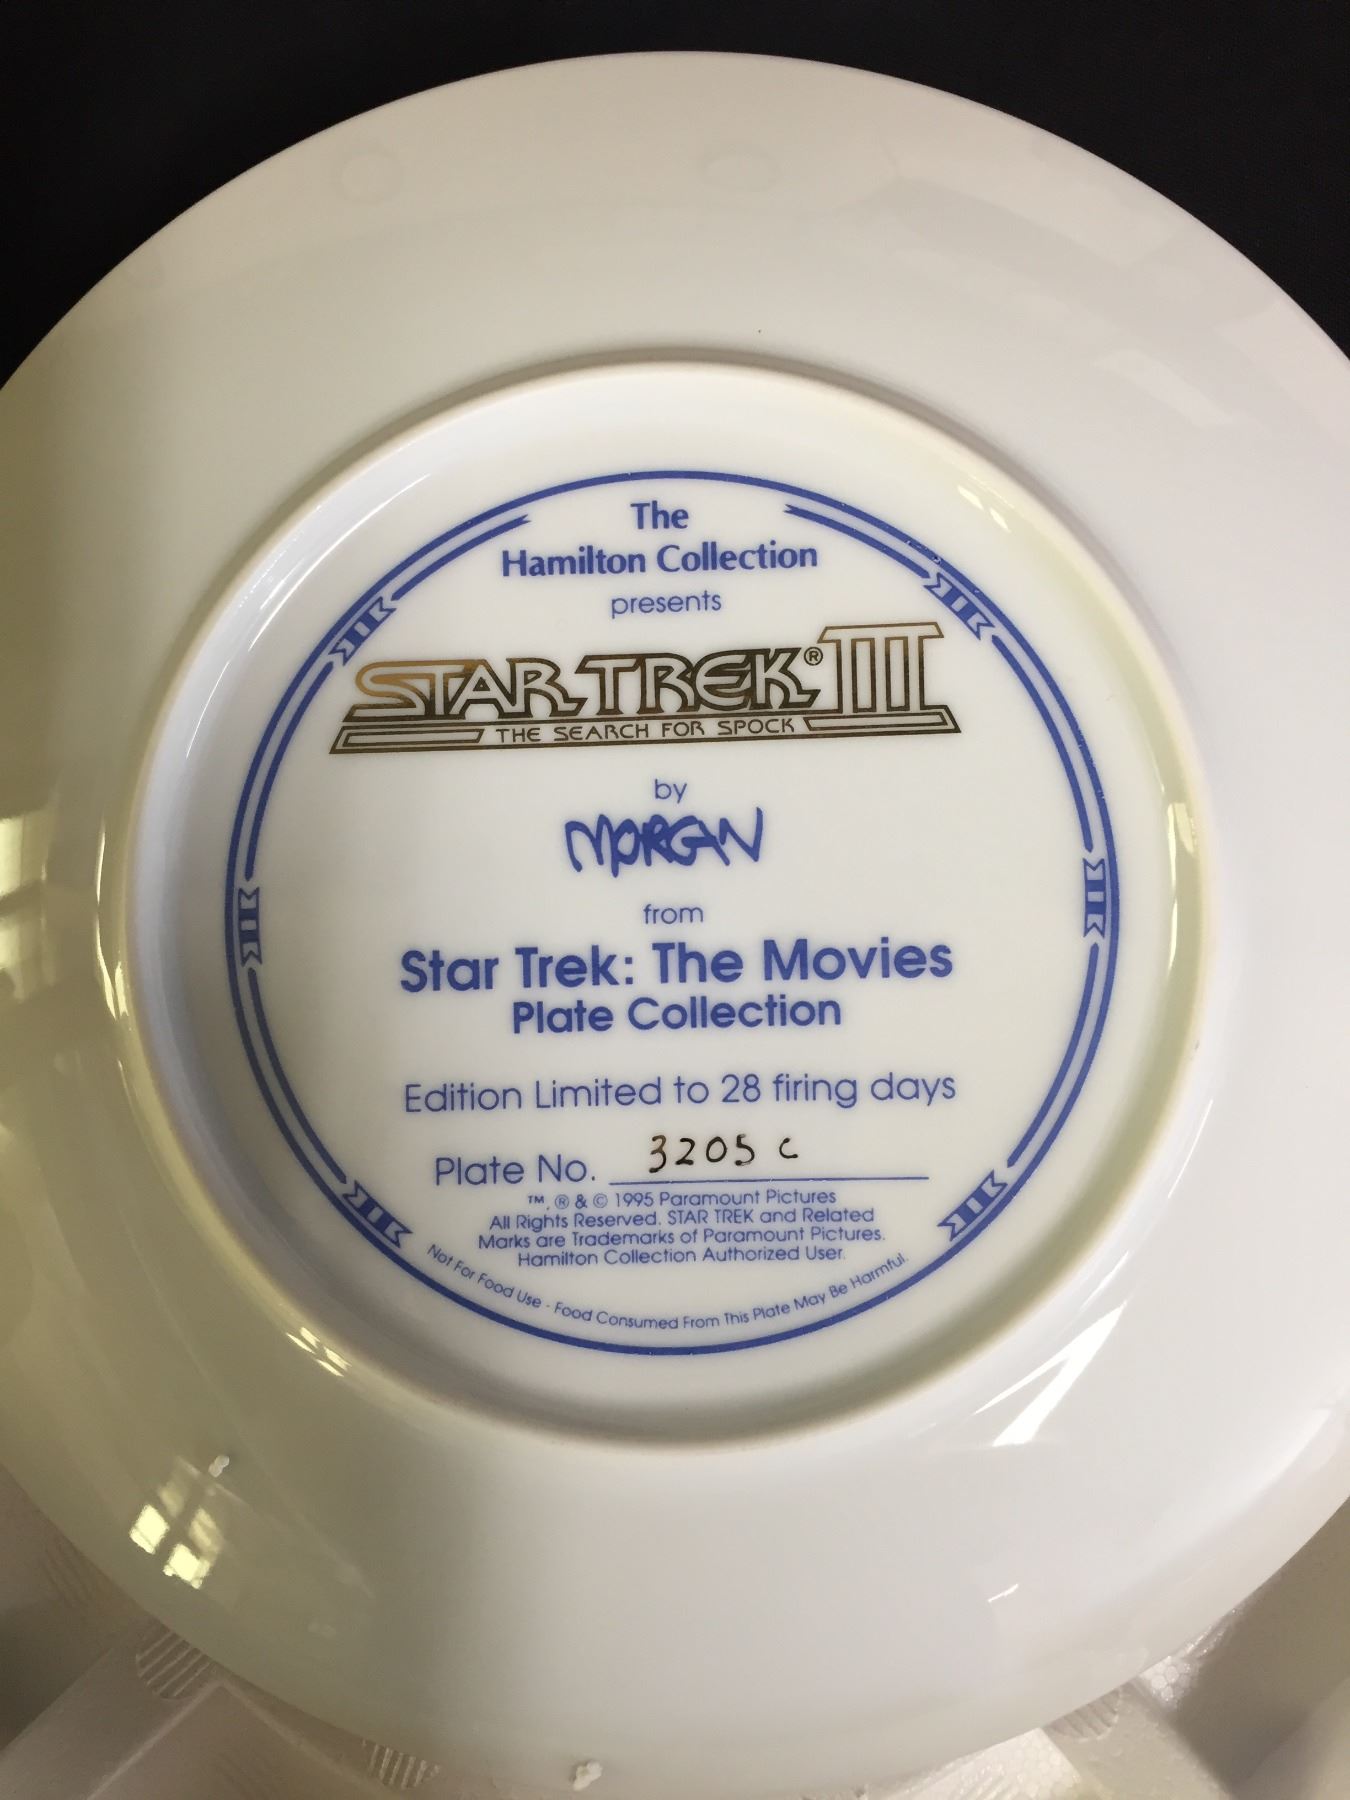 The
Hamilton Collection
presents
STAR TREK® III
THE SEARCH FOR SPOCK
by
MORGAN
from
Star Trek: The Movies
Plate Collection
Edition Limited to 28 firing days
Plate No. 3205 C
™, ® & © 1995 Paramount Pictures
All Rights Reserved. STAR TREK and Related
Marks are Trademarks of Paramount Pictures.
Hamilton Collection Authorized User.
Not For Food Use - Food Consumed From This Plate May Be Harmful.